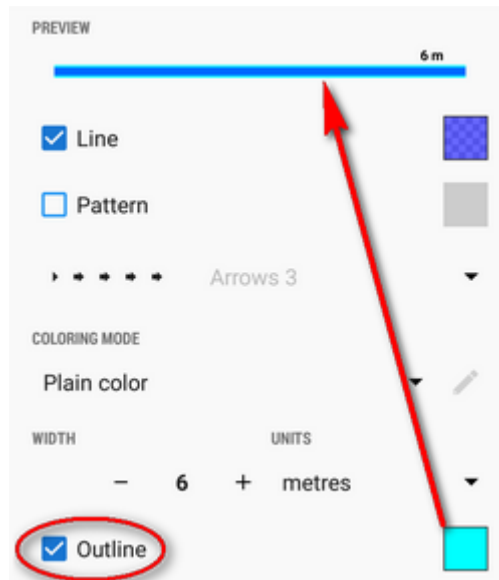 PREVIEW
6 m
Line
Pattern
Arrows 3
COLORING MODE
Plain color
WIDTH UNITS
− 6 + metres
Outline